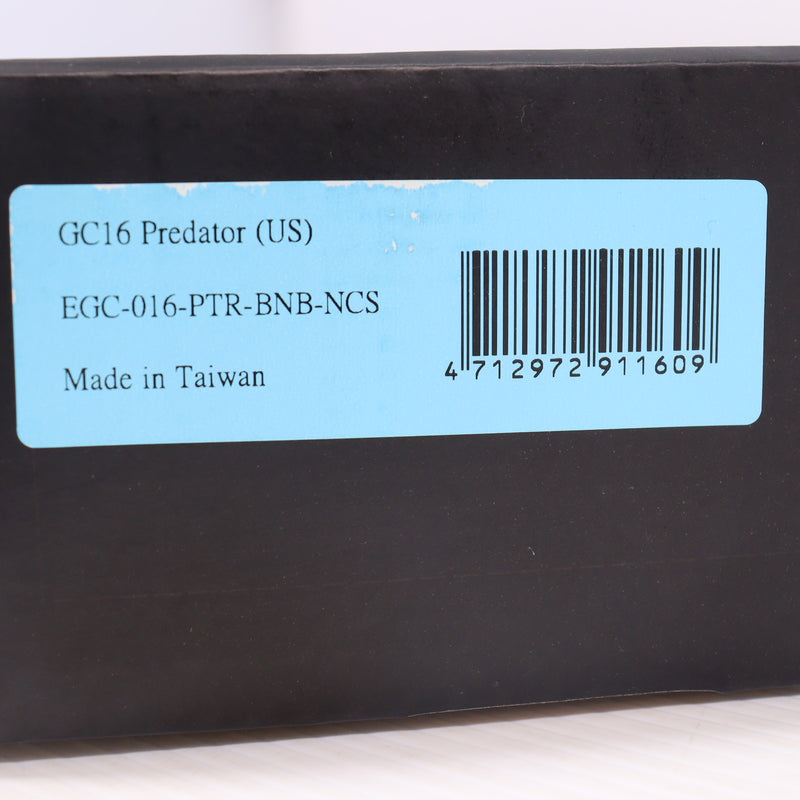 GC16 Predator (US)
EGC-016-PTR-BNB-NCS
Made in Taiwan
4 712972 911609